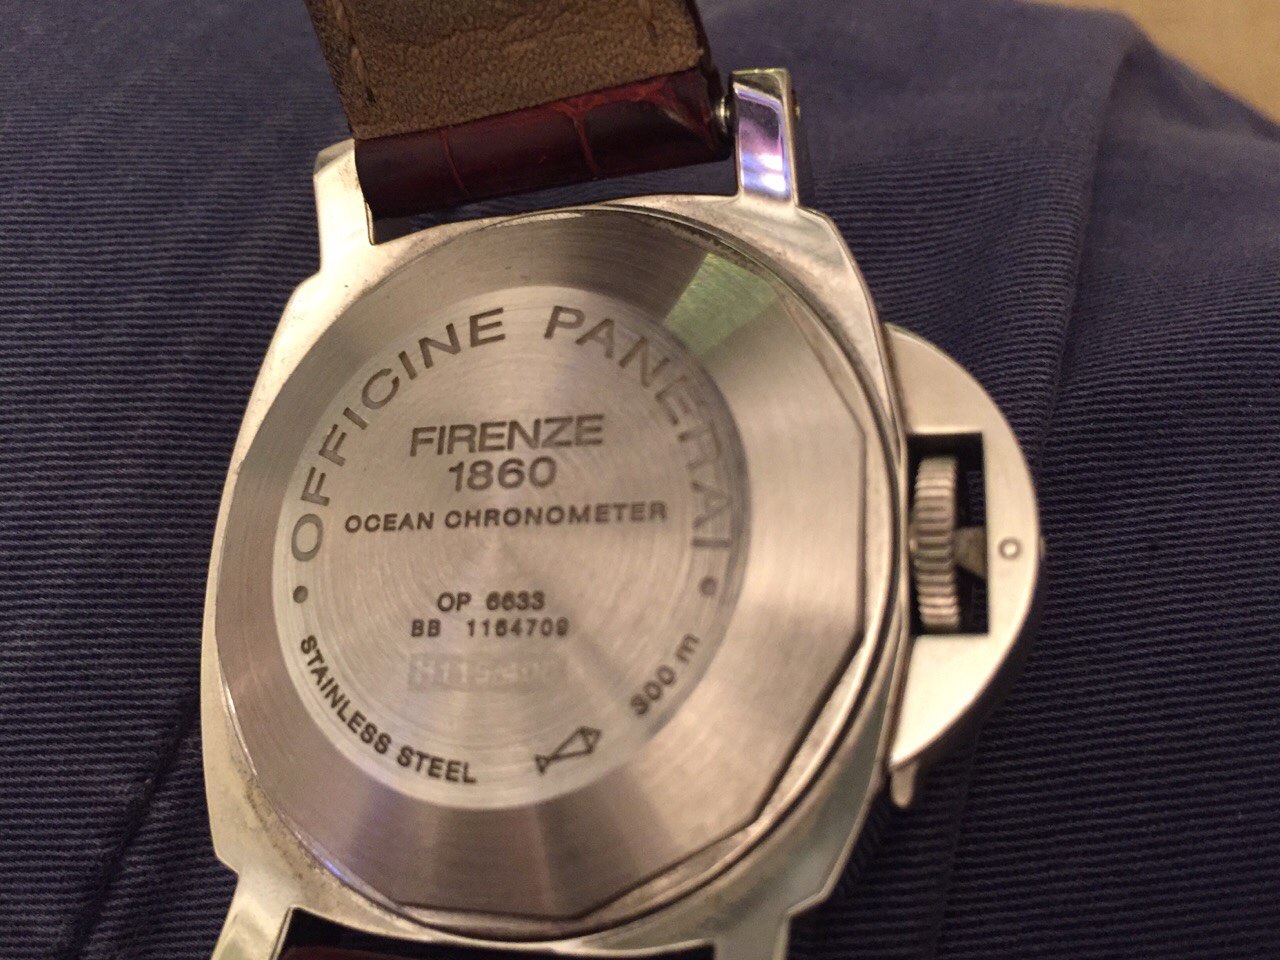 • OFFICINE PANERAI •
FIRENZE
1860
OCEAN CHRONOMETER
OP 6633
BB 1164709
STAINLESS STEEL
300 m